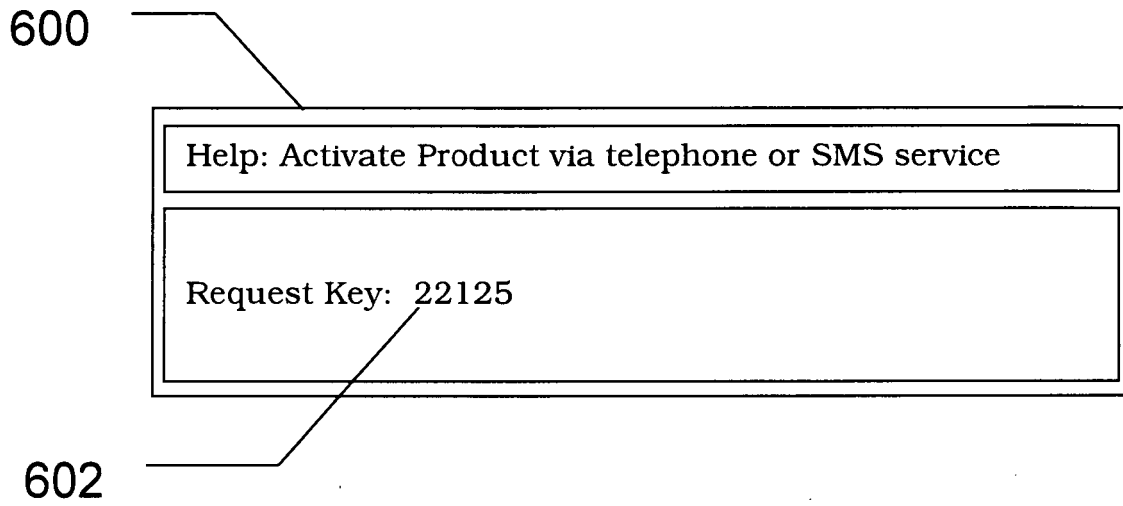 600
Help: Activate Product via telephone or SMS service
Request Key: 22125
602